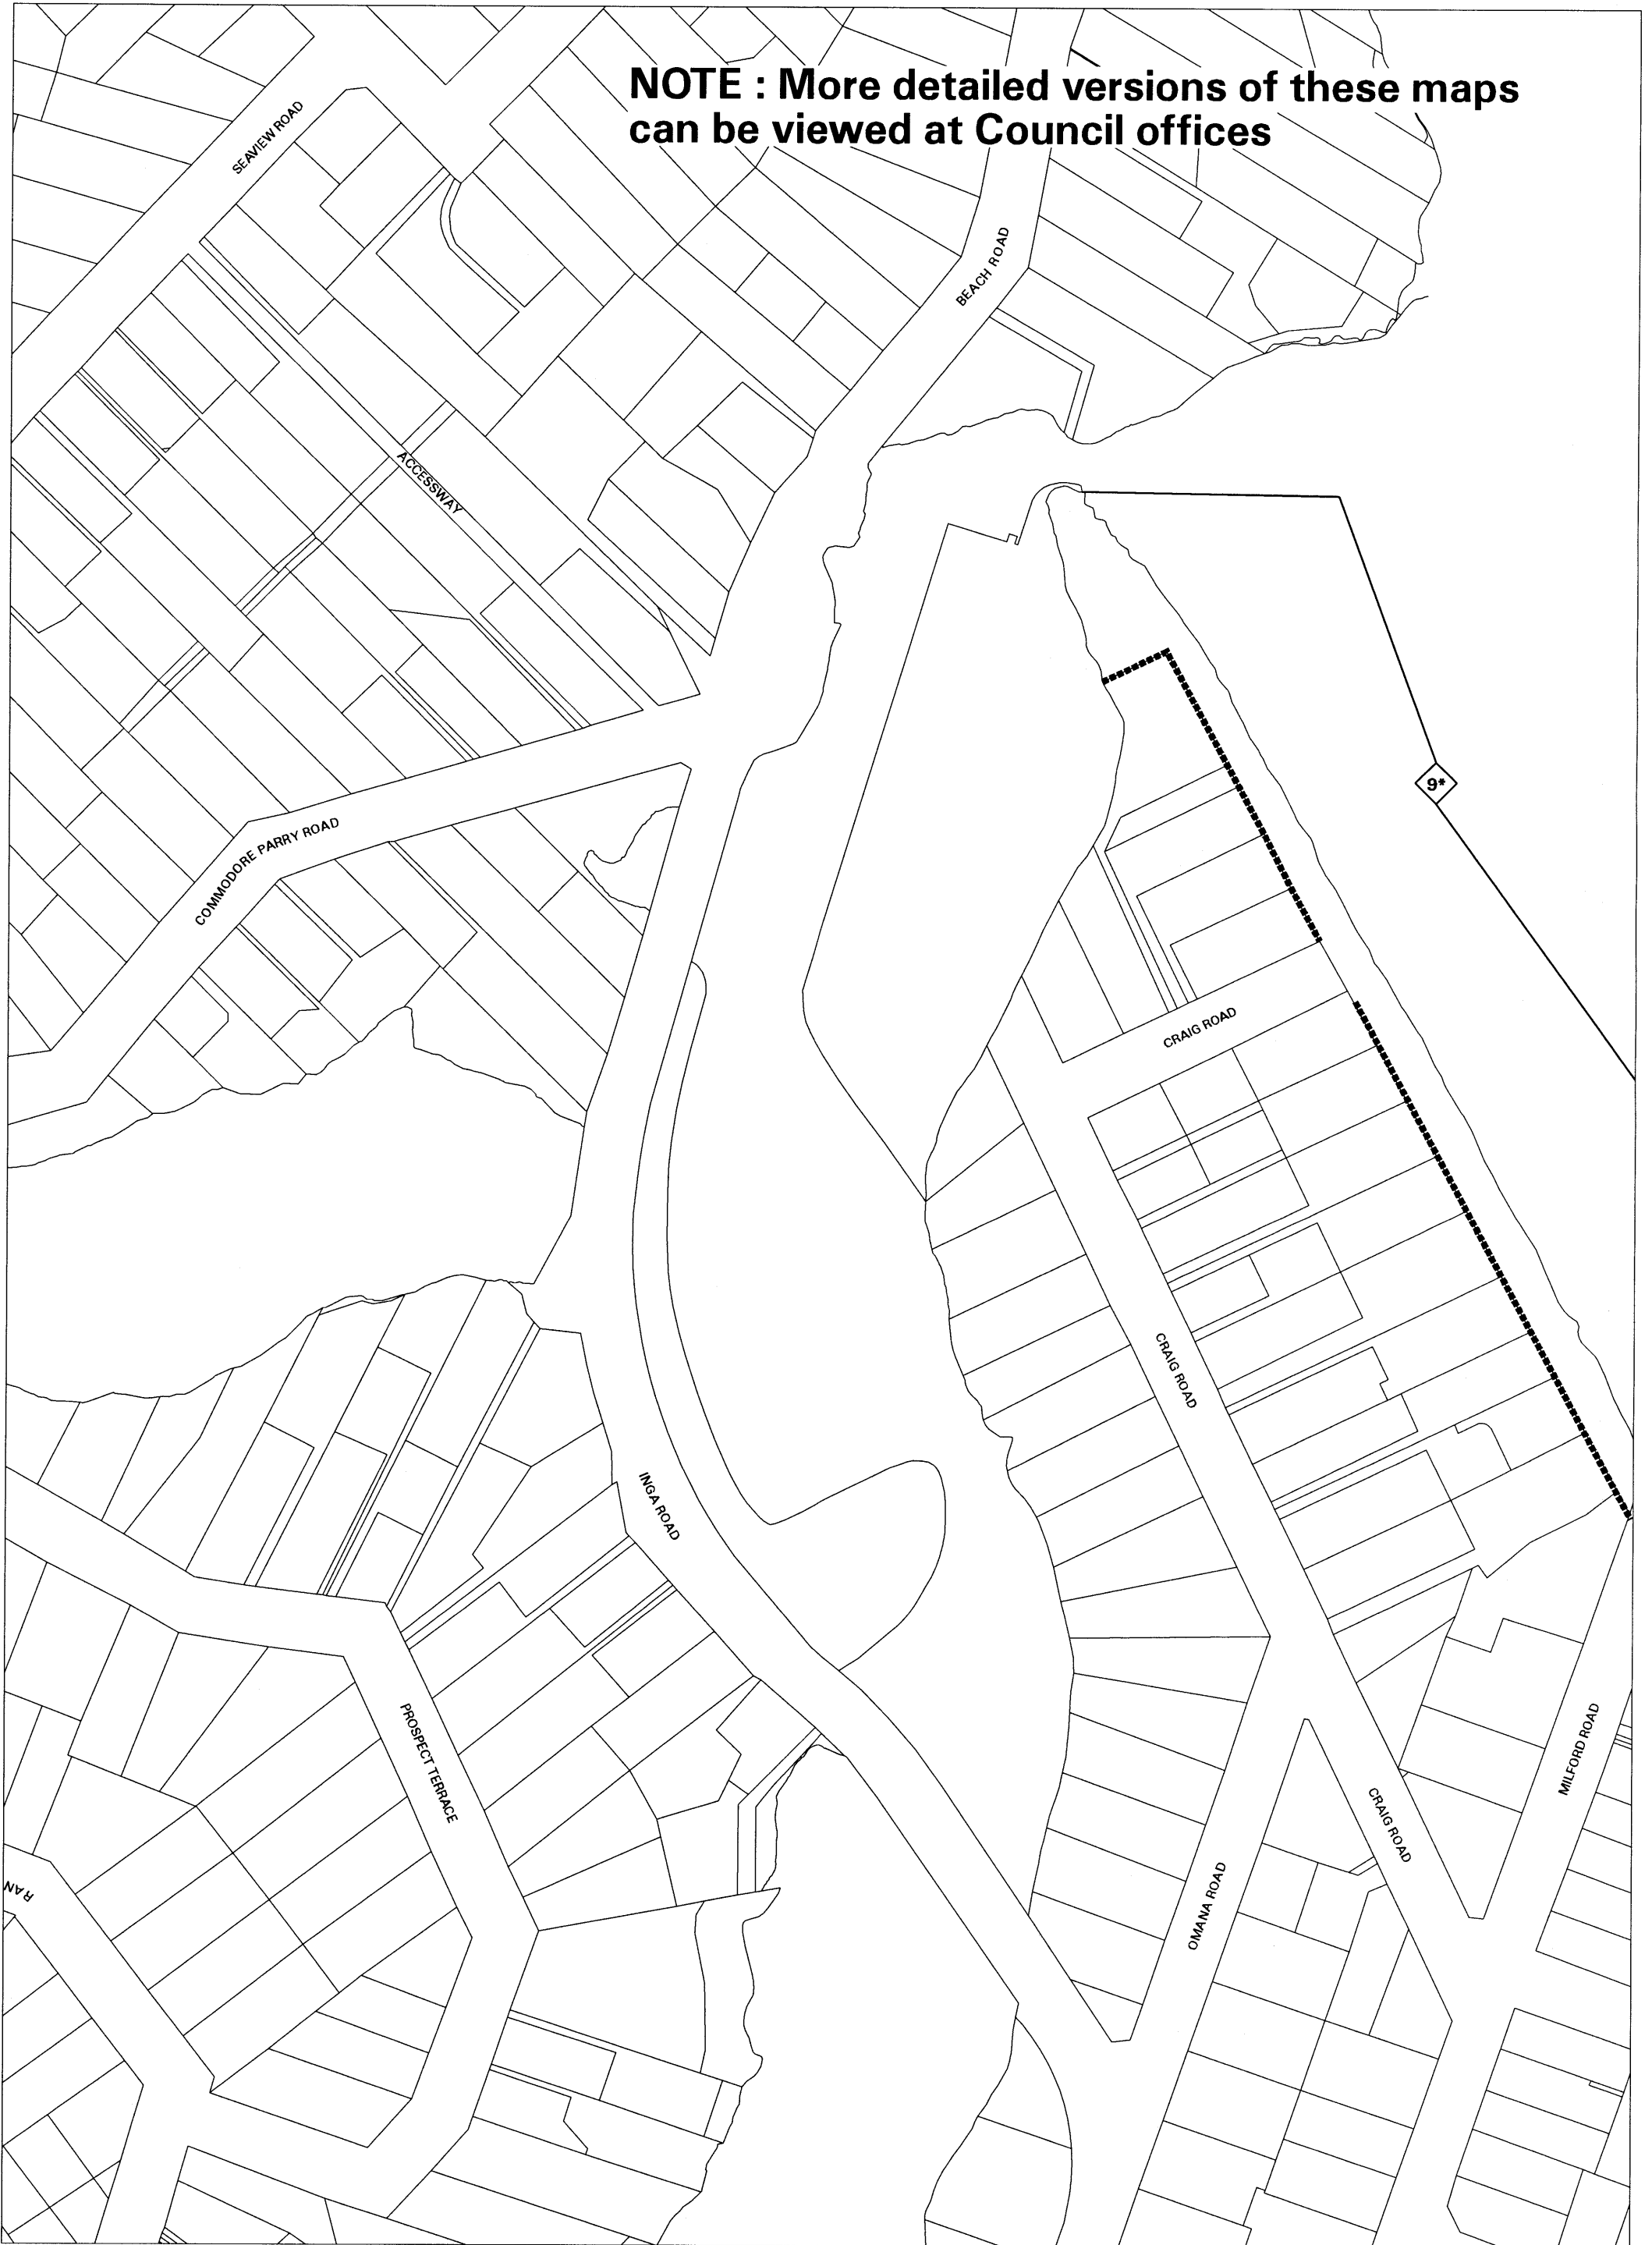 NOTE : More detailed versions of these maps
can be viewed at Council offices
SEAVIEW ROAD
BEACH ROAD
ACCESSWAY
9*
COMMODORE PARRY ROAD
CRAIG ROAD
CRAIG ROAD
INGA ROAD
PROSPECT TERRACE
MILFORD ROAD
CRAIG ROAD
RAN
OMANA ROAD